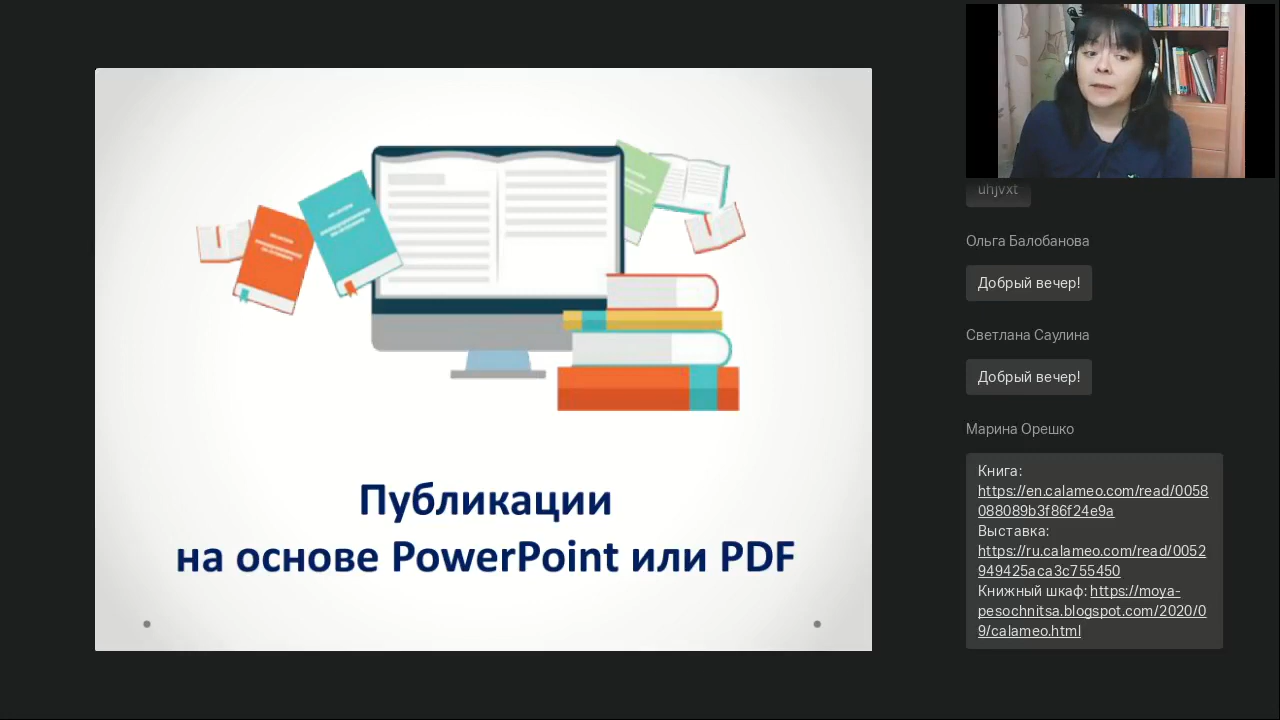 Публикации
на основе PowerPoint или PDF
uhjvxt
Ольга Балобанова
Добрый вечер!
Светлана Саулина
Добрый вечер!
Марина Орешко
Книга:
https://en.calameo.com/read/0058
088089b3f86f24e9a
Выставка:
https://ru.calameo.com/read/0052
949425aca3c755450
Книжный шкаф: https://moya-
pesochnitsa.blogspot.com/2020/0
9/calameo.html